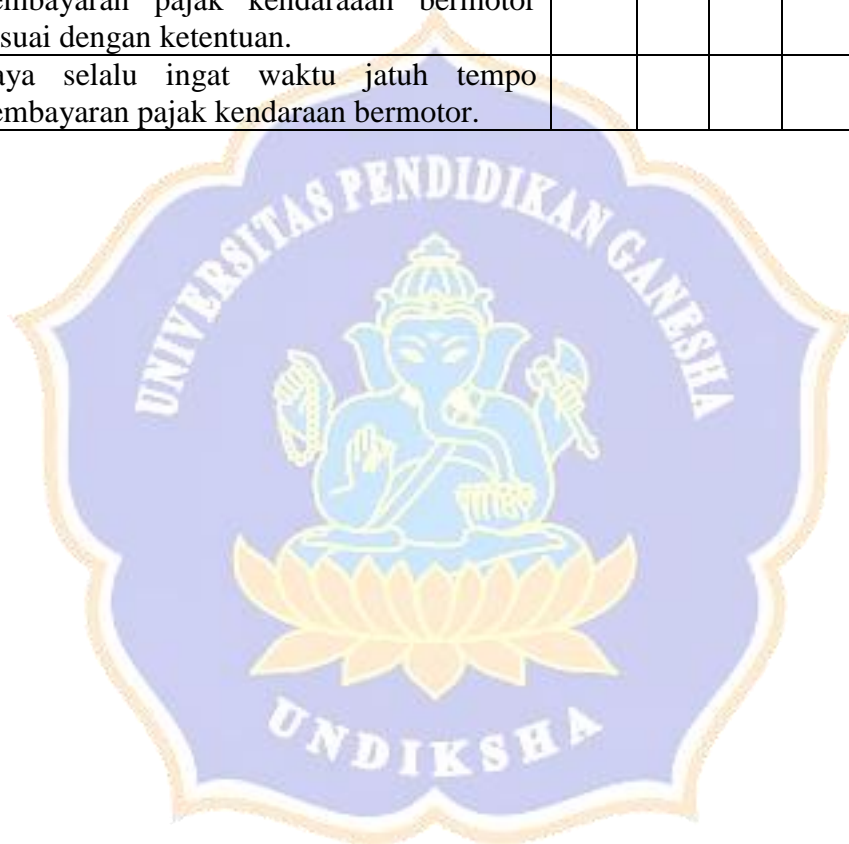 embayaran pajak kendaraaan bermotor
suai dengan ketentuan.
aya selalu ingat waktu jatuh tempo
embayaran pajak kendaraan bermotor.
UNIVERSITAS PENDIDIKAN GANESHA
UNDIKSHA